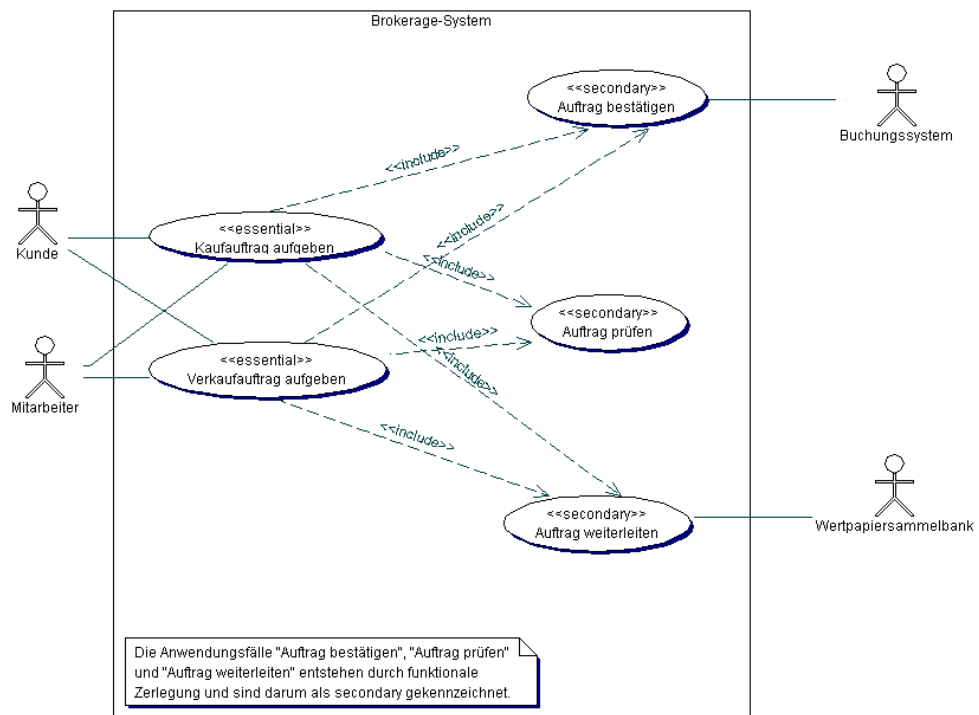 Brokerage-System
<<secondary>>
Auftrag bestätigen
Buchungssystem
<<include>>
<<include>>
<<essential>>
Kaufauftrag aufgeben
Kunde
<<include>>
<<secondary>>
Auftrag prüfen
<<include>>
<<include>>
<<essential>>
Verkaufauftrag aufgeben
Mitarbeiter
<<include>>
<<secondary>>
Auftrag weiterleiten
Wertpapiersammelbank
Die Anwendungsfälle "Auftrag bestätigen", "Auftrag prüfen"
und "Auftrag weiterleiten" entstehen durch funktionale
Zerlegung und sind darum als secondary gekennzeichnet.